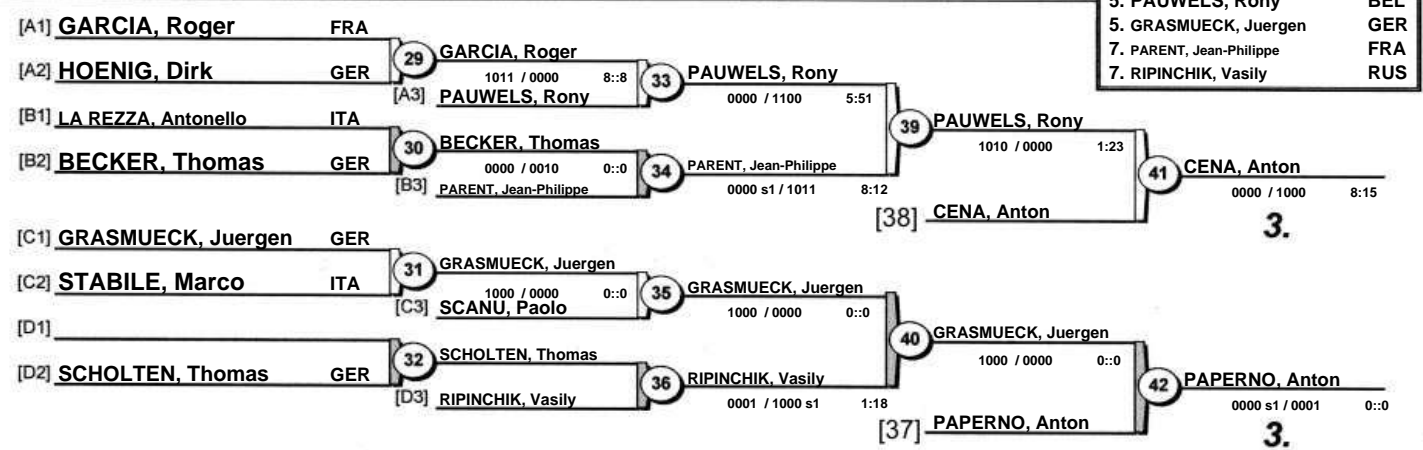 5. PAUWELS, Rony BEL
5. GRASMUECK, Juergen GER
7. PARENT, Jean-Philippe FRA
7. RIPINCHIK, Vasily RUS
[A1] GARCIA, Roger FRA
29
GARCIA, Roger
[A2] HOENIG, Dirk GER
1011 / 0000 8::8
[A3] PAUWELS, Rony
33
PAUWELS, Rony
0000 / 1100 5:51
[B1] LA REZZA, Antonello ITA
30
BECKER, Thomas
[B2] BECKER, Thomas GER
0000 / 0010 0::0
[B3] PARENT, Jean-Philippe
34
PARENT, Jean-Philippe
0000 s1 / 1011 8:12
39
PAUWELS, Rony
1010 / 0000 1:23
[38] CENA, Anton
41
CENA, Anton
0000 / 1000 8:15
3.
[C1] GRASMUECK, Juergen GER
31
GRASMUECK, Juergen
[C2] STABILE, Marco ITA
1000 / 0000 0::0
[C3] SCANU, Paolo
35
GRASMUECK, Juergen
1000 / 0000 0::0
[D1]
32
SCHOLTEN, Thomas
[D2] SCHOLTEN, Thomas GER
[D3] RIPINCHIK, Vasily
36
RIPINCHIK, Vasily
0001 / 1000 s1 1:18
40
GRASMUECK, Juergen
1000 / 0000 0::0
[37] PAPERNO, Anton
42
PAPERNO, Anton
0000 s1 / 0001 0::0
3.